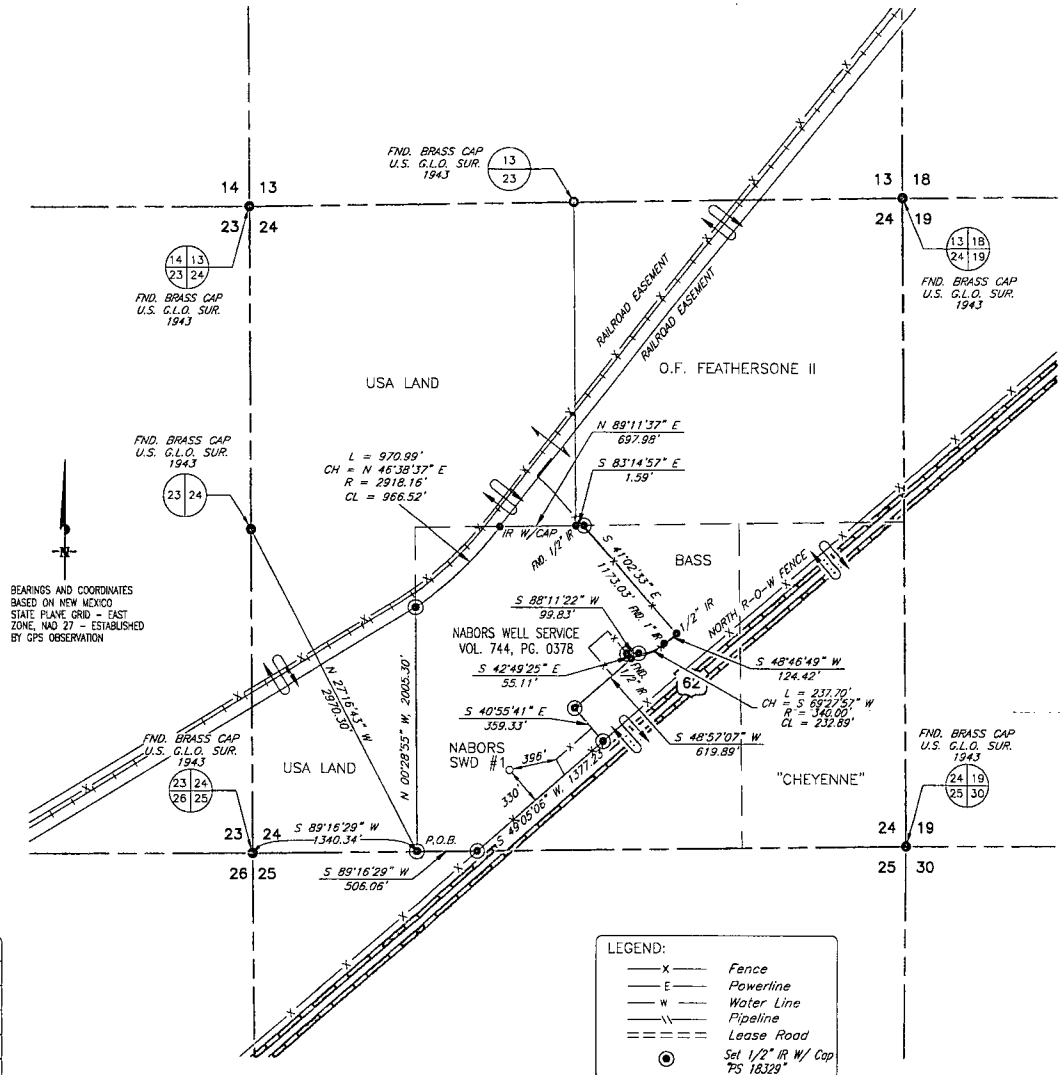 FND. BRASS CAP
U.S. G.L.O. SUR.
1943
13
23
14 13
23 24
13 18
24 19
14 13
23 24
FND. BRASS CAP
U.S. G.L.O. SUR.
1943
13 18
24 19
FND. BRASS CAP
U.S. G.L.O. SUR.
1943
RAILROAD EASEMENT
RAILROAD EASEMENT
USA LAND
O.F. FEATHERSONE II
FND. BRASS CAP
U.S. G.L.O. SUR.
1943
23 24
L = 970.99'
CH = N 46°38'37" E
R = 2918.16'
CL = 966.52'
N 89°11'37" E
697.98'
S 83°14'57" E
1.59'
-N-
BEARINGS AND COORDINATES
BASED ON NEW MEXICO
STATE PLANE GRID - EAST
ZONE, NAD 27 - ESTABLISHED
BY GPS OBSERVATION
IR W/CAP
FND. 1/2" IR
S 41°02'33" E
1173.03'
BASS
NORTH R-O-W FENCE
S 88°11'22" W
99.83'
FND. 1" IR
1/2" IR
NABORS WELL SERVICE
VOL. 744, PG. 0378
S 42°49'25" E
55.11'
FND.
1/2" IR
62
S 48°46'49" W
124.42'
L = 237.70'
CH = S 69°27'57" W
R = 340.00'
CL = 232.89'
S 40°55'41" E
359.33'
S 48°57'07" W
619.89'
N 27°16'43" W
2970.30'
N 00°28'55" W, 2005.30'
NABORS
SWD #1
396'
330'
S 49°05'06" W, 1377.23'
FND. BRASS CAP
U.S. G.L.O. SUR.
1943
23 24
26 25
USA LAND
"CHEYENNE"
FND. BRASS CAP
U.S. G.L.O. SUR.
1943
24 19
25 30
23 24
26 25
S 89°16'29" W
1340.34'
P.O.B.
S 89°16'29" W
506.06'
24 19
25 30
LEGEND:
X Fence
E Powerline
W Water Line
\\ Pipeline
Lease Road
Set 1/2" IR W/ Cap
"PS 18329"